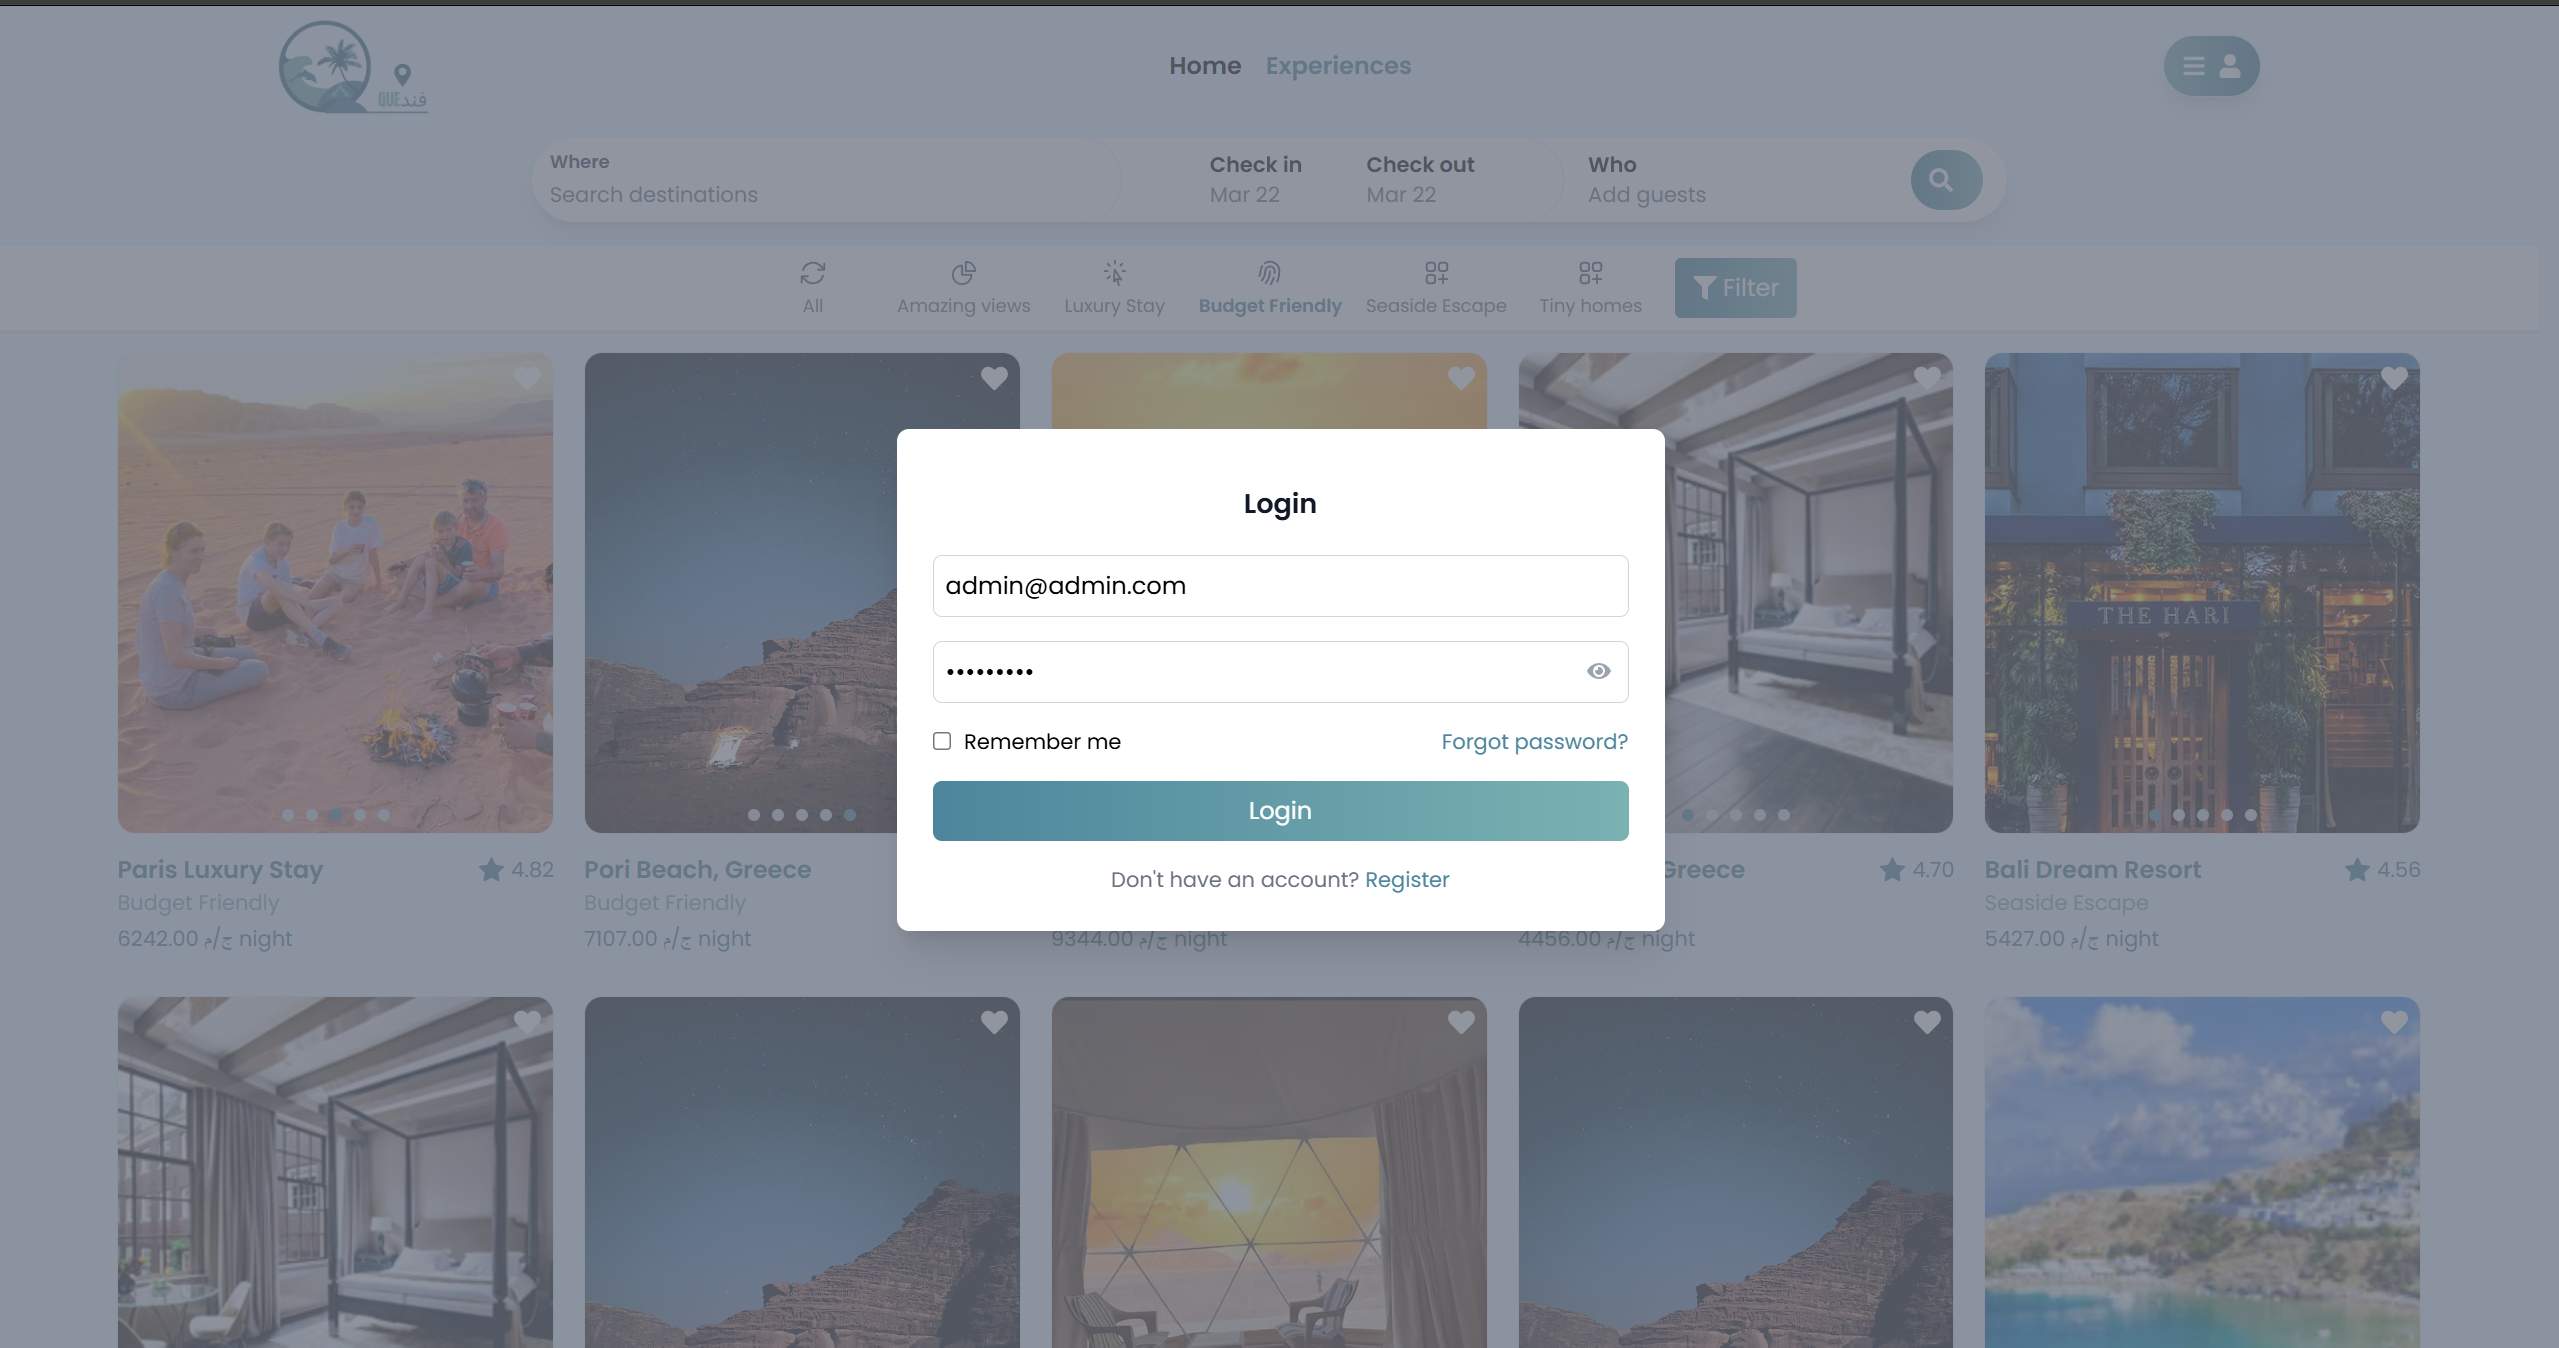 QUEفند
Home Experiences
Where
Search destinations
Check in
Mar 22
Check out
Mar 22
Who
Add guests
All
Amazing views
Luxury Stay
Budget Friendly
Seaside Escape
Tiny homes
Filter
THE HARI
Login
admin@admin.com
Remember me
Forgot password?
Login
Don't have an account? Register
Paris Luxury Stay 4.82
Budget Friendly
6242.00 ج/م night
Pori Beach, Greece
Budget Friendly
7107.00 ج/م night
9344.00 ج/م night
Greece 4.70
4456.00 ج/م night
Bali Dream Resort 4.56
Seaside Escape
5427.00 ج/م night